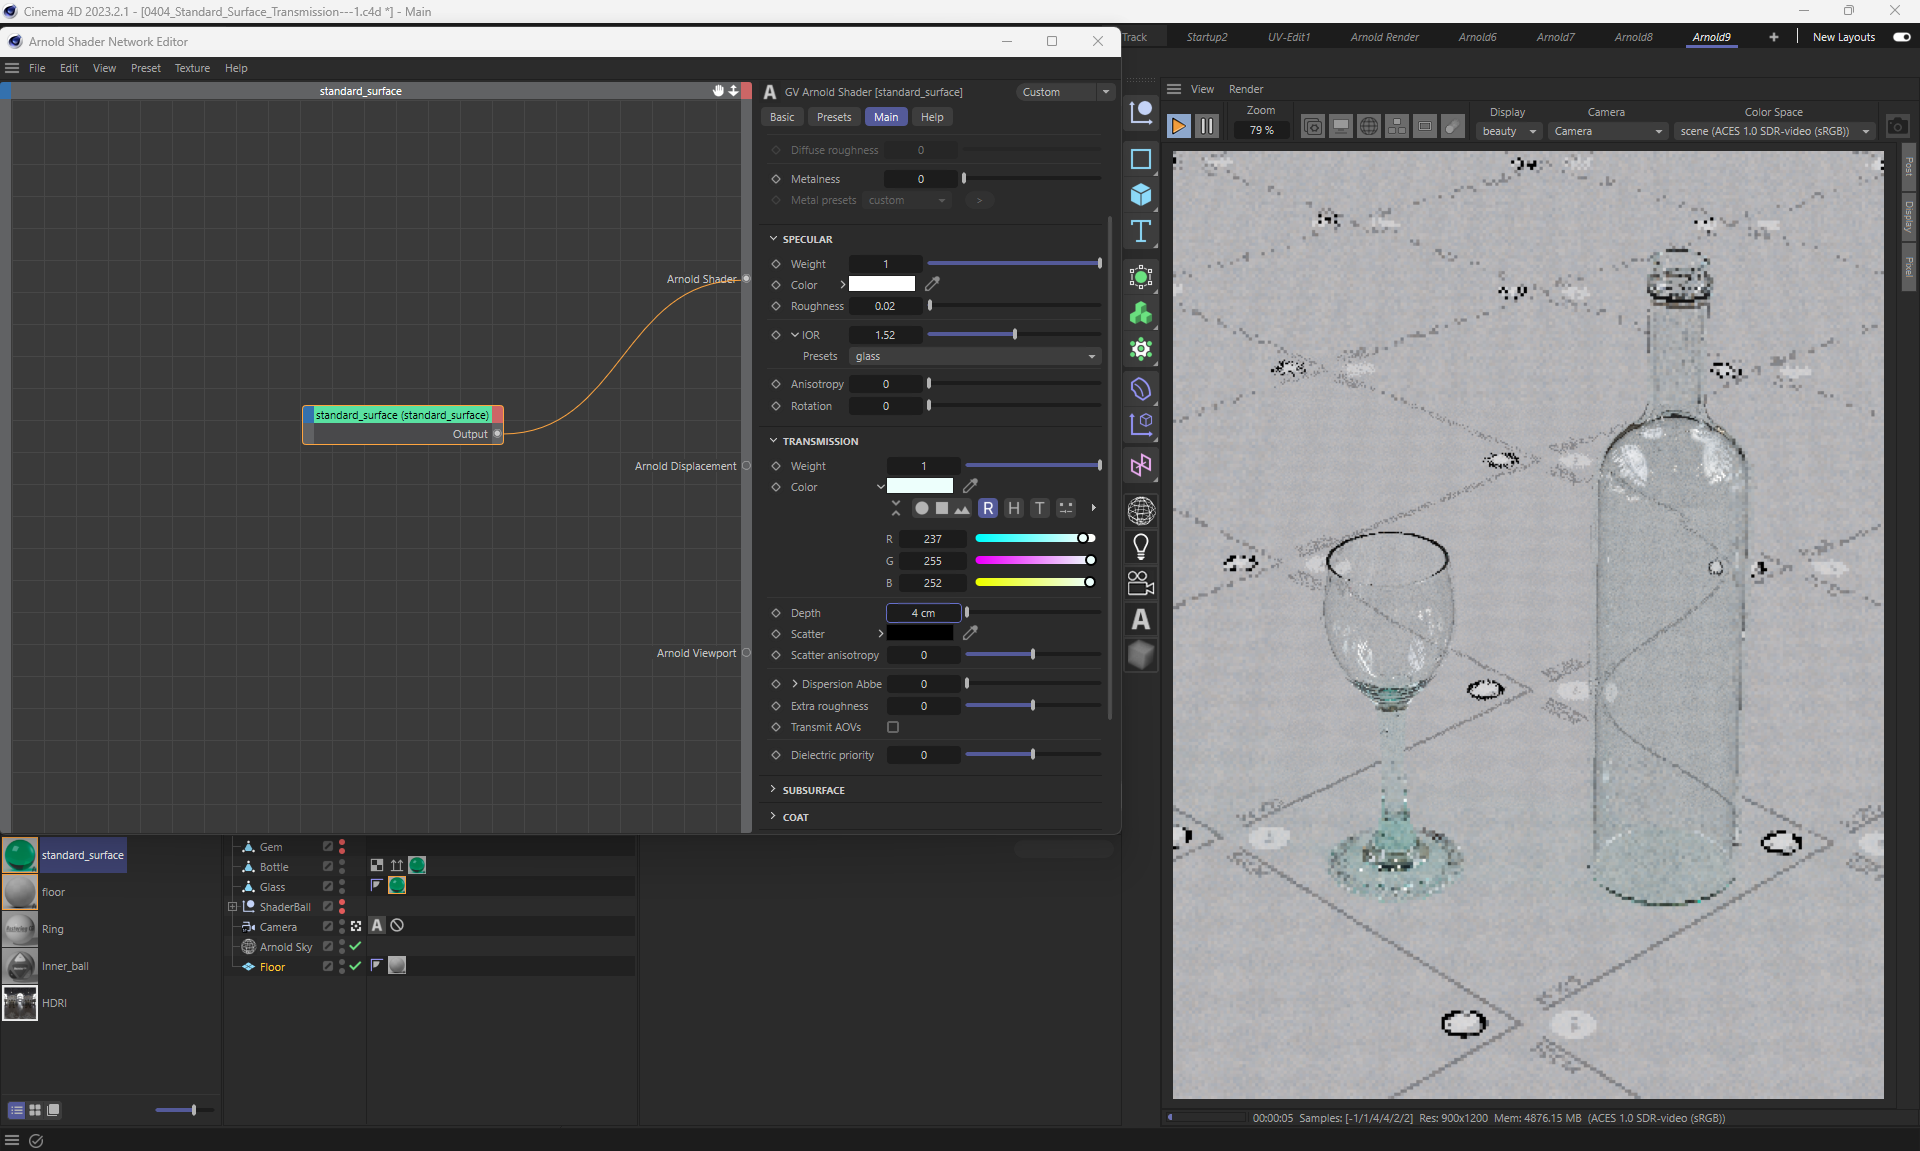 Cinema 4D 2023.2.1 - [0404_Standard_Surface_Transmission---1.c4d *] - Main
Arnold Shader Network Editor
Track
Startup2
UV-Edit1
Arnold Render
Arnold6
Arnold7
Arnold8
Arnold9
New Layouts
File
Edit
View
Preset
Texture
Help
standard_surface
Arnold Shader
standard_surface (standard_surface)
Output
Arnold Displacement
Arnold Viewport
GV Arnold Shader [standard_surface]
Custom
Basic
Presets
Main
Help
Diffuse roughness 0
Metalness 0
Metal presets custom >
SPECULAR
Weight 1
Color
Roughness 0.02
IOR 1.52
Presets glass
Anisotropy 0
Rotation 0
TRANSMISSION
Weight 1
Color
R H T
R 237
G 255
B 252
Depth 4 cm
Scatter
Scatter anisotropy 0
Dispersion Abbe 0
Extra roughness 0
Transmit AOVs
Dielectric priority 0
SUBSURFACE
COAT
View
Render
Zoom
79 %
Display
beauty
Camera
Camera
Color Space
scene (ACES 1.0 SDR-video (sRGB))
Post
Display
Pixel
standard_surface
floor
Ring
Inner_ball
HDRI
Gem
Bottle
Glass
ShaderBall
Camera
Arnold Sky
Floor
00:00:05 Samples: [-1/1/4/4/2/2] Res: 900x1200 Mem: 4876.15 MB (ACES 1.0 SDR-video (sRGB))